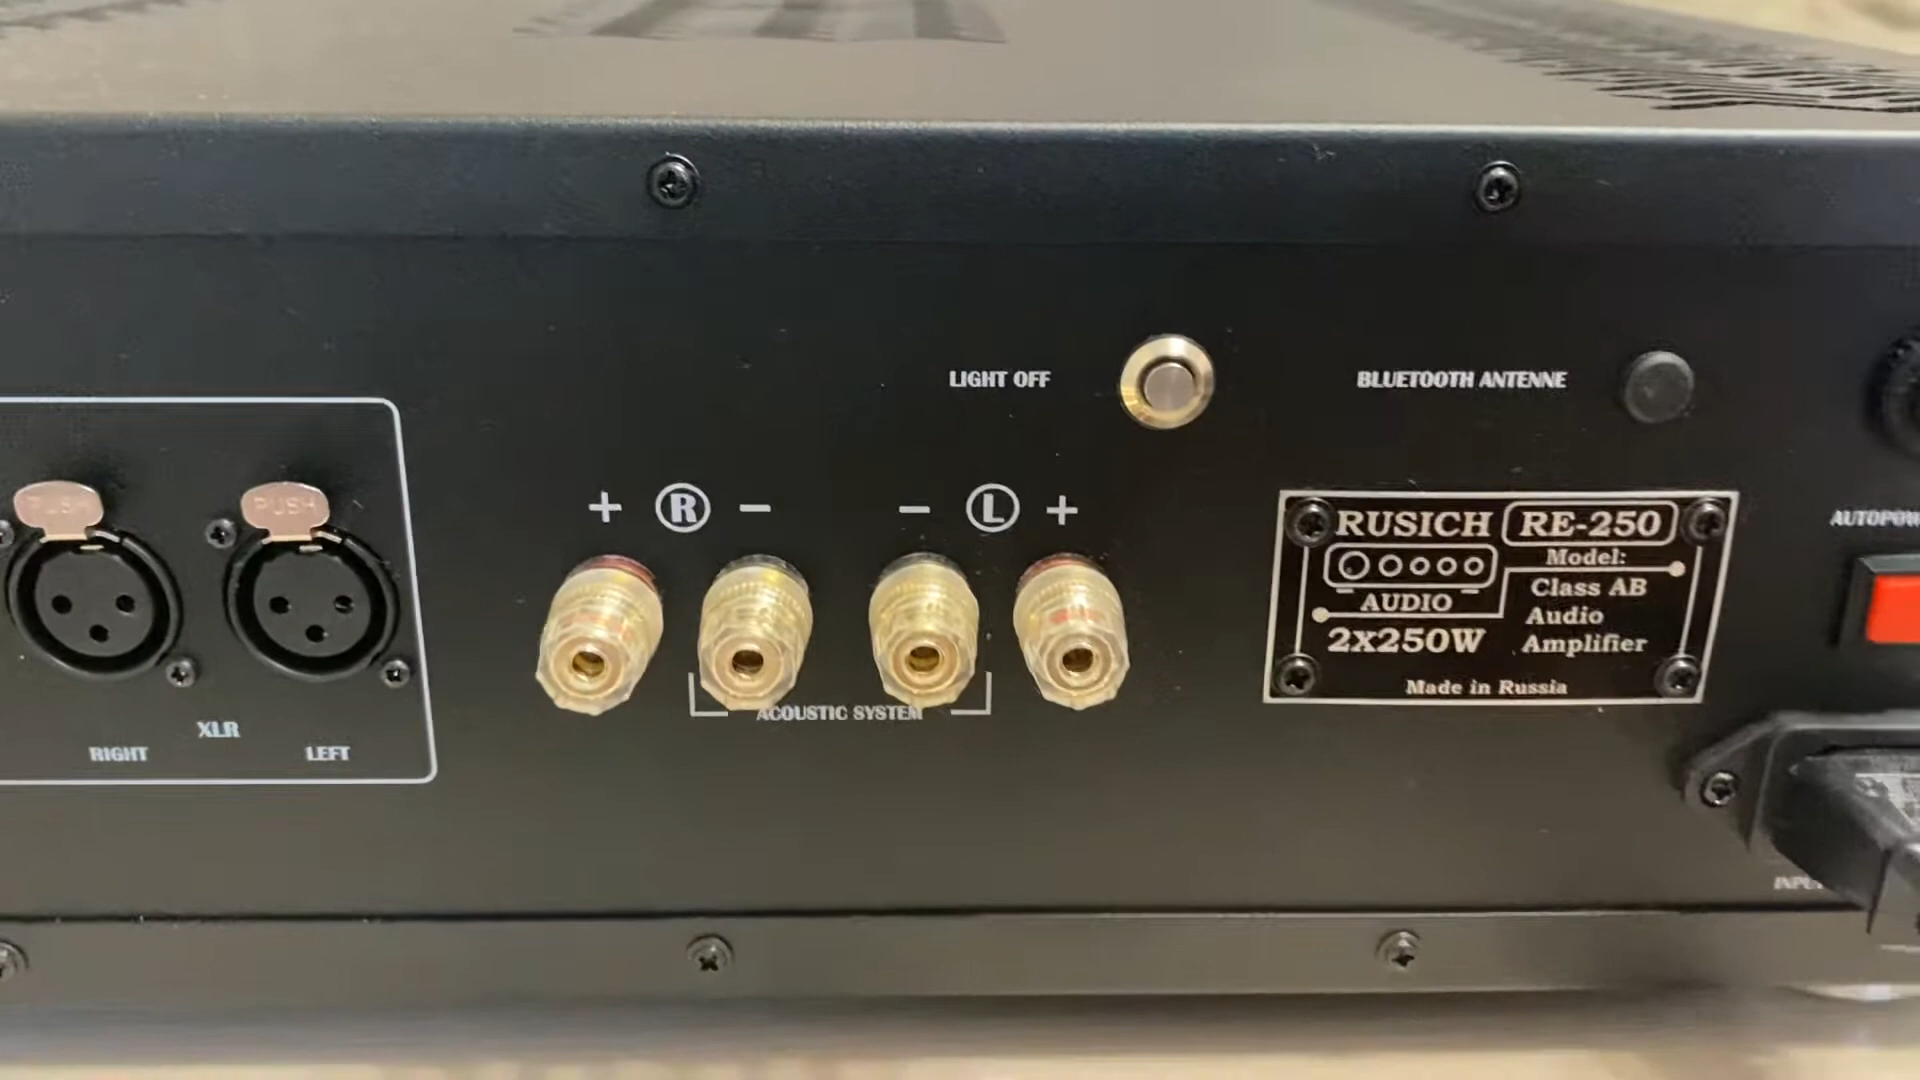 LIGHT OFF
BLUETOOTH ANTENNE
PUSH
PUSH
+ R −
− L +
ACOUSTIC SYSTEM
XLR
RIGHT
LEFT
RUSICH RE-250
Model:
AUDIO
Class AB
Audio
Amplifier
2x250W
Made in Russia